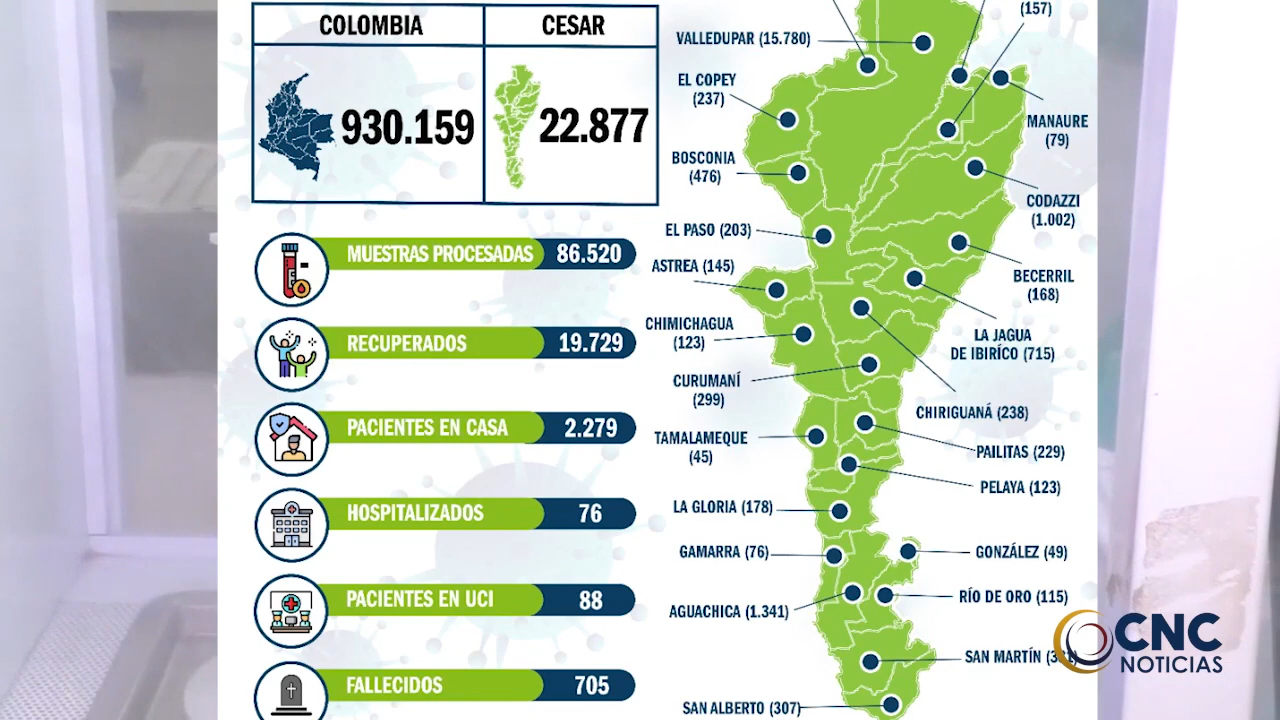 COLOMBIA
CESAR
930.159
22.877
MUESTRAS PROCESADAS 86.520
RECUPERADOS 19.729
PACIENTES EN CASA 2.279
HOSPITALIZADOS 76
PACIENTES EN UCI 88
FALLECIDOS 705
(157)
VALLEDUPAR (15.780)
EL COPEY
(237)
MANAURE
(79)
BOSCONIA
(476)
CODAZZI
(1.002)
EL PASO (203)
ASTREA (145)
BECERRIL
(168)
CHIMICHAGUA
(123)
LA JAGUA
DE IBIRÍCO (715)
CURUMANÍ
(299)
CHIRIGUANÁ (238)
TAMALAMEQUE
(45)
PAILITAS (229)
PELAYA (123)
LA GLORIA (178)
GAMARRA (76)
GONZÁLEZ (49)
AGUACHICA (1.341)
RÍO DE ORO (115)
SAN MARTÍN
SAN ALBERTO (307)
CNC
NOTICIAS